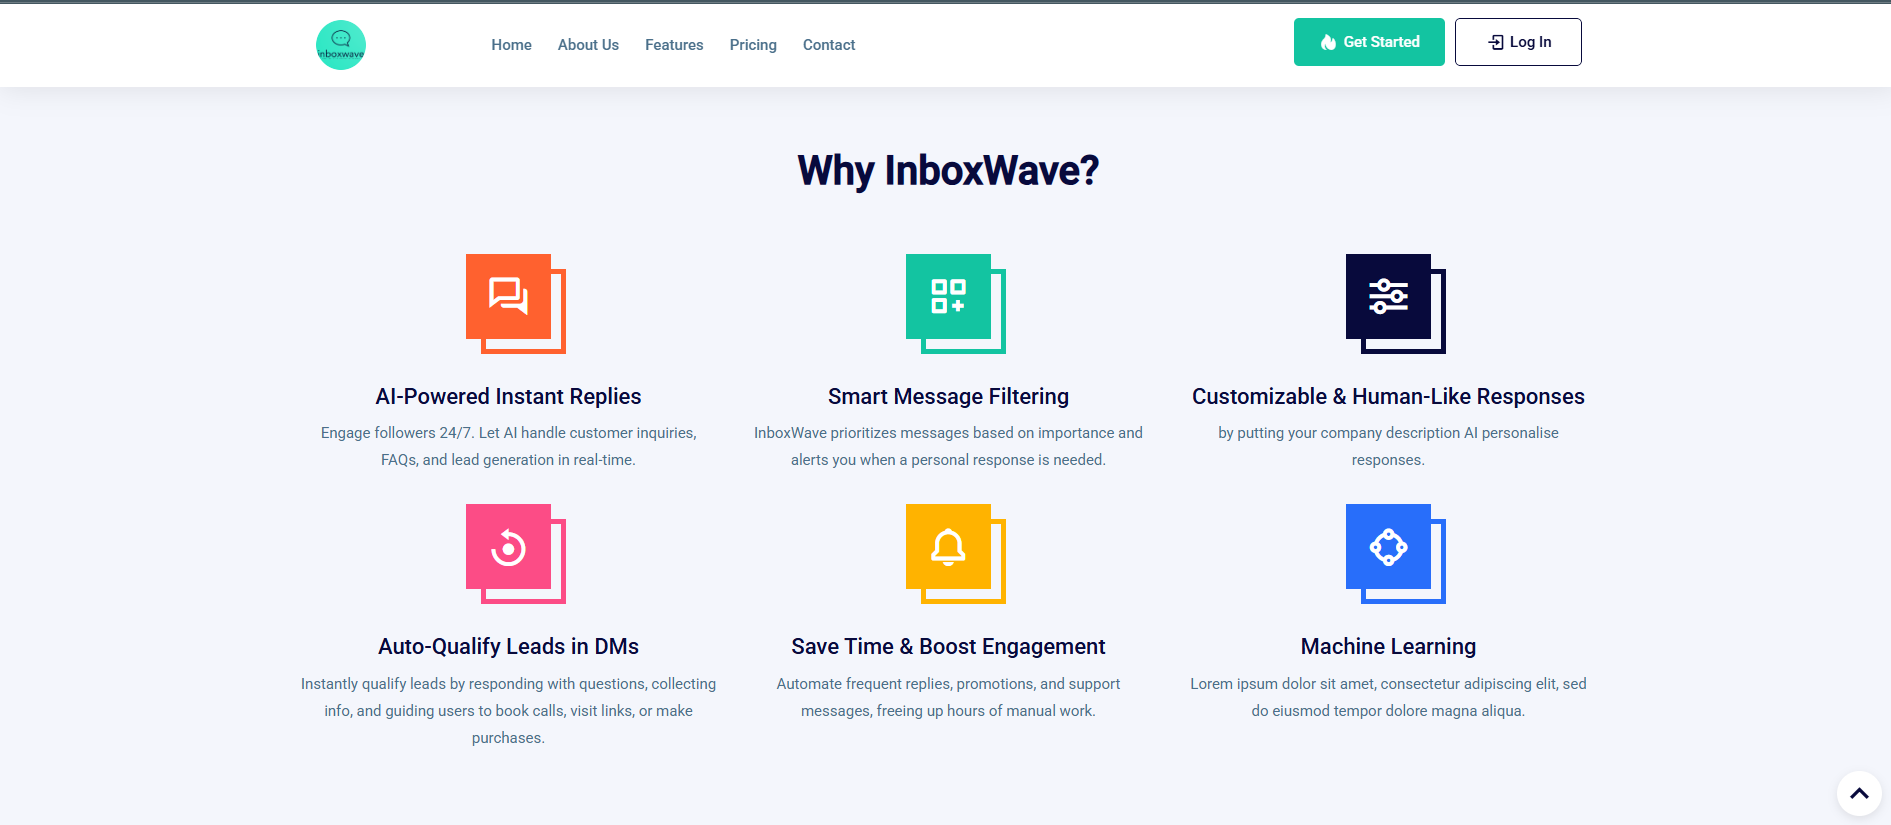 inboxwave
Home About Us Features Pricing Contact
Get Started
Log In
Why InboxWave?
AI-Powered Instant Replies
Engage followers 24/7. Let AI handle customer inquiries,
FAQs, and lead generation in real-time.
Smart Message Filtering
InboxWave prioritizes messages based on importance and
alerts you when a personal response is needed.
Customizable & Human-Like Responses
by putting your company description AI personalise
responses.
Auto-Qualify Leads in DMs
Instantly qualify leads by responding with questions, collecting
info, and guiding users to book calls, visit links, or make
purchases.
Save Time & Boost Engagement
Automate frequent replies, promotions, and support
messages, freeing up hours of manual work.
Machine Learning
Lorem ipsum dolor sit amet, consectetur adipiscing elit, sed
do eiusmod tempor dolore magna aliqua.